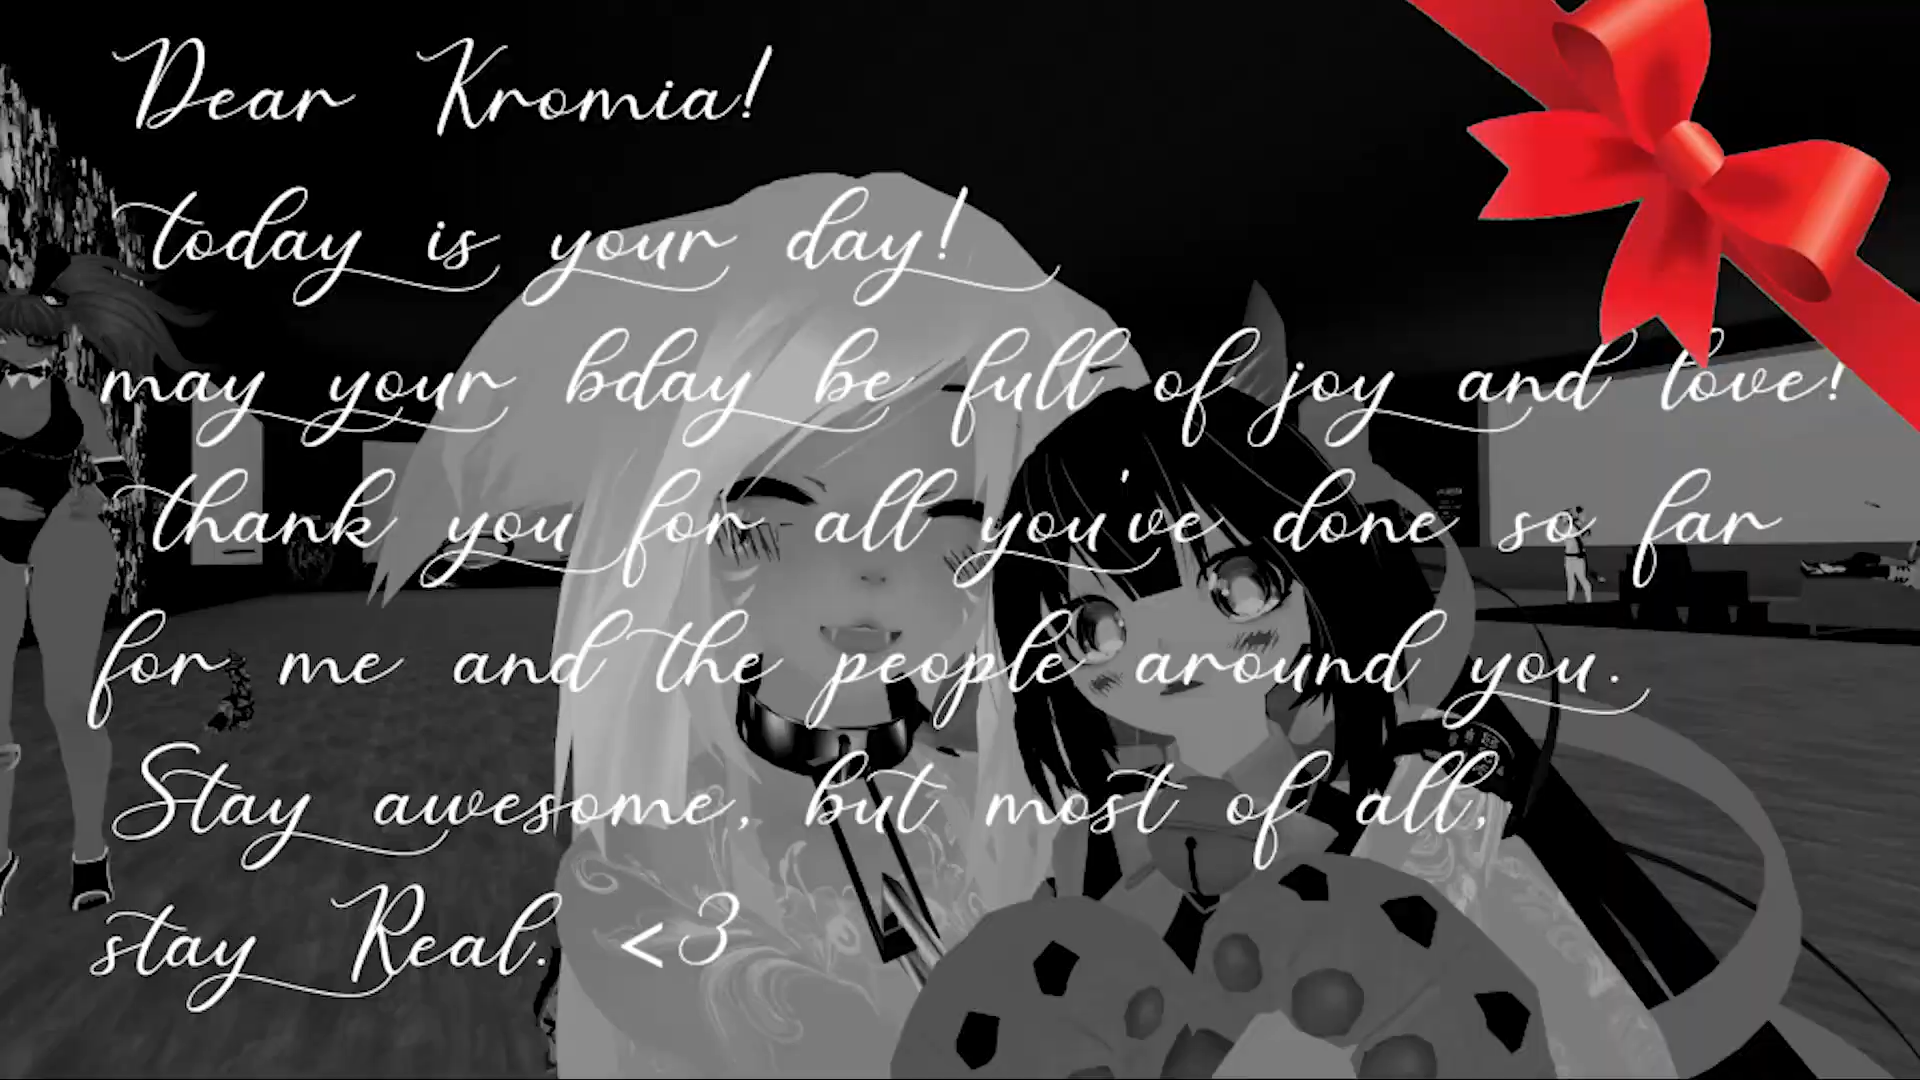 Dear Kromia!
today is your day!
may your bday be full of joy and love!
thank you for all you've done so far
for me and the people around you.
Stay awesome, but most of all,
stay Real. <3